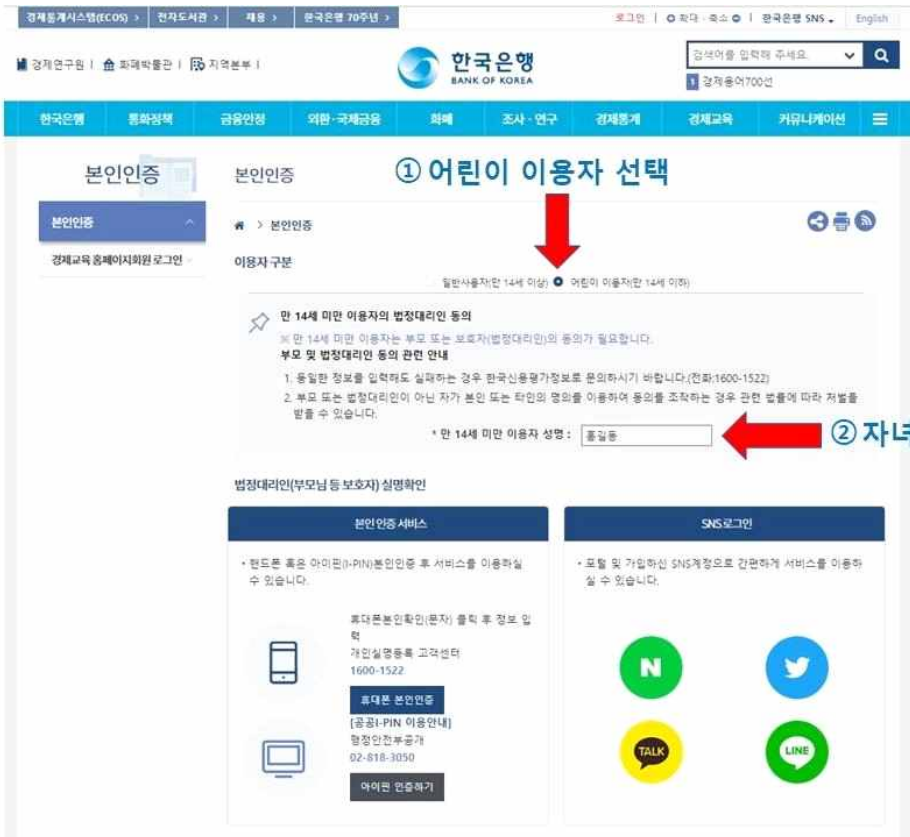 경제통계시스템(ECOS) > 전자도서관 > 채용 > 한국은행 70주년 > 로그인 | 확대 · 축소 | 한국은행 SNS English
경제연구원 | 화폐박물관 | 지역본부 |
한국은행
BANK OF KOREA
검색어를 입력해 주세요.
1 경제용어700선
한국은행 통화정책 금융안정 외환·국제금융 화폐 조사·연구 경제통계 경제교육 커뮤니케이션
본인인증
본인인증
경제교육 홈페이지회원 로그인
본인인증
① 어린이 이용자 선택
> 본인인증
이용자 구분
일반사용자(만 14세 이상) 어린이 이용자(만 14세 이하)
만 14세 미만 이용자의 법정대리인 동의
※ 만 14세 미만 이용자는 부모 또는 보호자(법정대리인)의 동의가 필요합니다.
부모 및 법정대리인 동의 관련 안내
1. 동일한 정보를 입력해도 실패하는 경우 한국신용평가정보로 문의하시기 바랍니다.(전화:1600-1522)
2. 부모 또는 법정대리인이 아닌 자가 본인 또는 타인의 명의를 이용하여 동의를 조작하는 경우 관련 법률에 따라 처벌을
받을 수 있습니다.
* 만 14세 미만 이용자 성명 : 홍길동
② 자녀
법정대리인(부모님 등 보호자) 실명확인
본인 인증 서비스
• 핸드폰 혹은 아이핀(I-PIN)본인인증 후 서비스를 이용하실
수 있습니다.
휴대폰본인확인(문자) 클릭 후 정보 입
력
개인실명등록 고객센터
1600-1522
휴대폰 본인인증
[공공I-PIN 이용안내]
행정안전부공개
02-818-3050
아이핀 인증하기
SNS 로그인
• 포털 및 가입하신 SNS계정으로 간편하게 서비스를 이용하
실 수 있습니다.
N
TALK
LINE